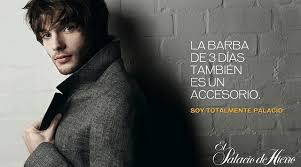 LA BARBA
DE 3 DÍAS
TAMBIÉN
ES UN
ACCESORIO.
SOY TOTALMENTE PALACIO
El
Palacio de Hierro